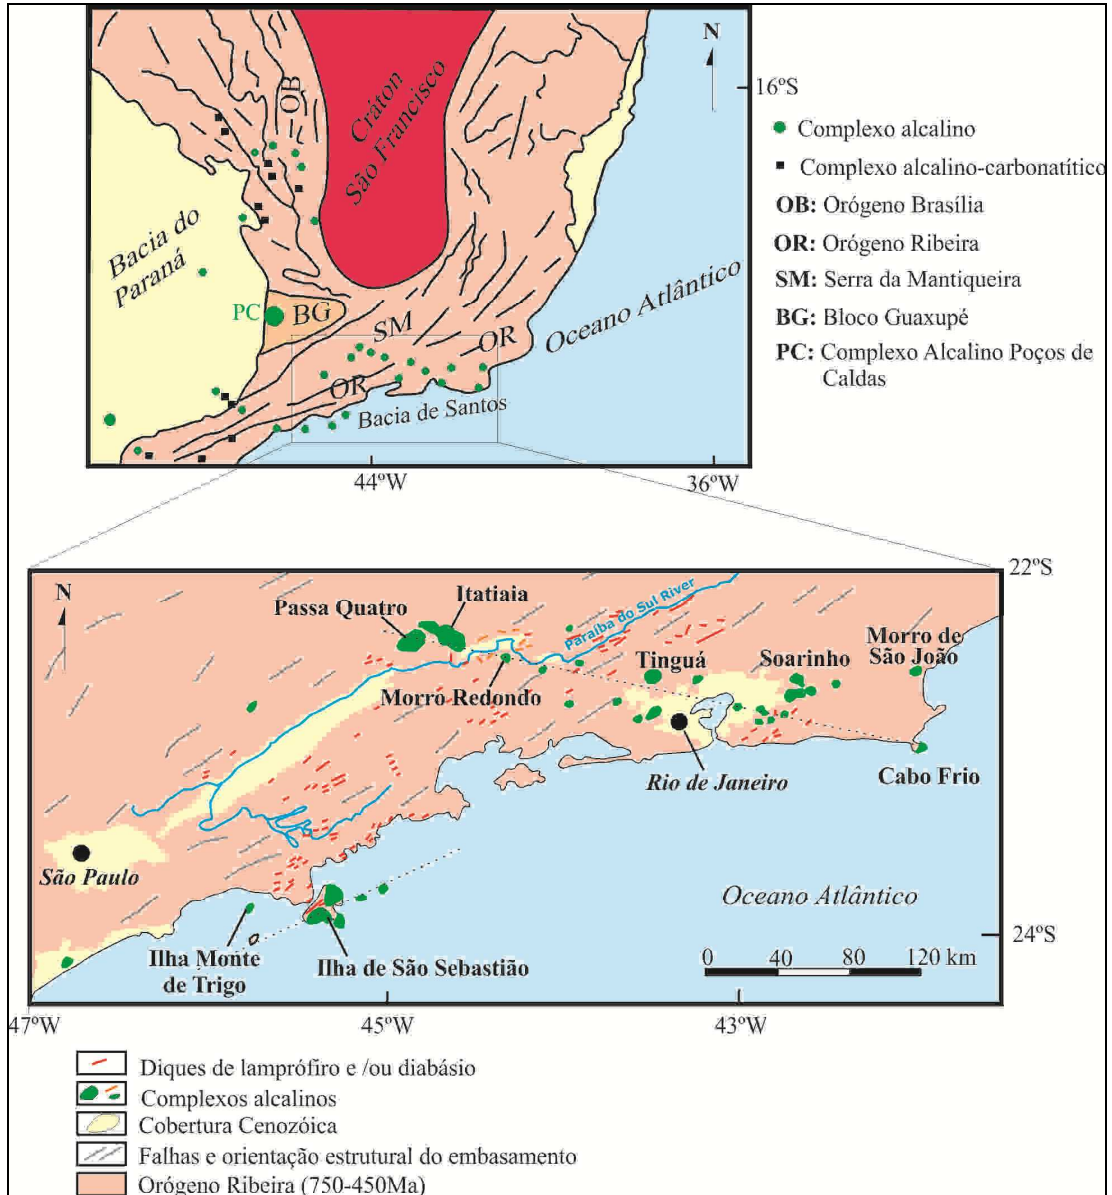 N
16ºS
OB
Cráton
São Francisco
Complexo alcalino
Complexo alcalino-carbonatítico
OB: Orógeno Brasília
OR: Orógeno Ribeira
SM: Serra da Mantiqueira
BG: Bloco Guaxupé
PC: Complexo Alcalino Poços de
Caldas
Bacia do
Paraná
PC
BG
SM
OR
OR
Oceano Atlântico
Bacia de Santos
44ºW
36ºW
22ºS
N
Passa Quatro
Itatiaia
Paraíba do Sul River
Morro Redondo
Tinguá
Soarinho
Morro de
São João
Rio de Janeiro
Cabo Frio
São Paulo
Oceano Atlântico
Ilha Monte
de Trigo
Ilha de São Sebastião
24ºS
0 40 80 120 km
47ºW
45ºW
43ºW
Diques de lamprófiro e /ou diabásio
Complexos alcalinos
Cobertura Cenozóica
Falhas e orientação estrutural do embasamento
Orógeno Ribeira (750-450Ma)